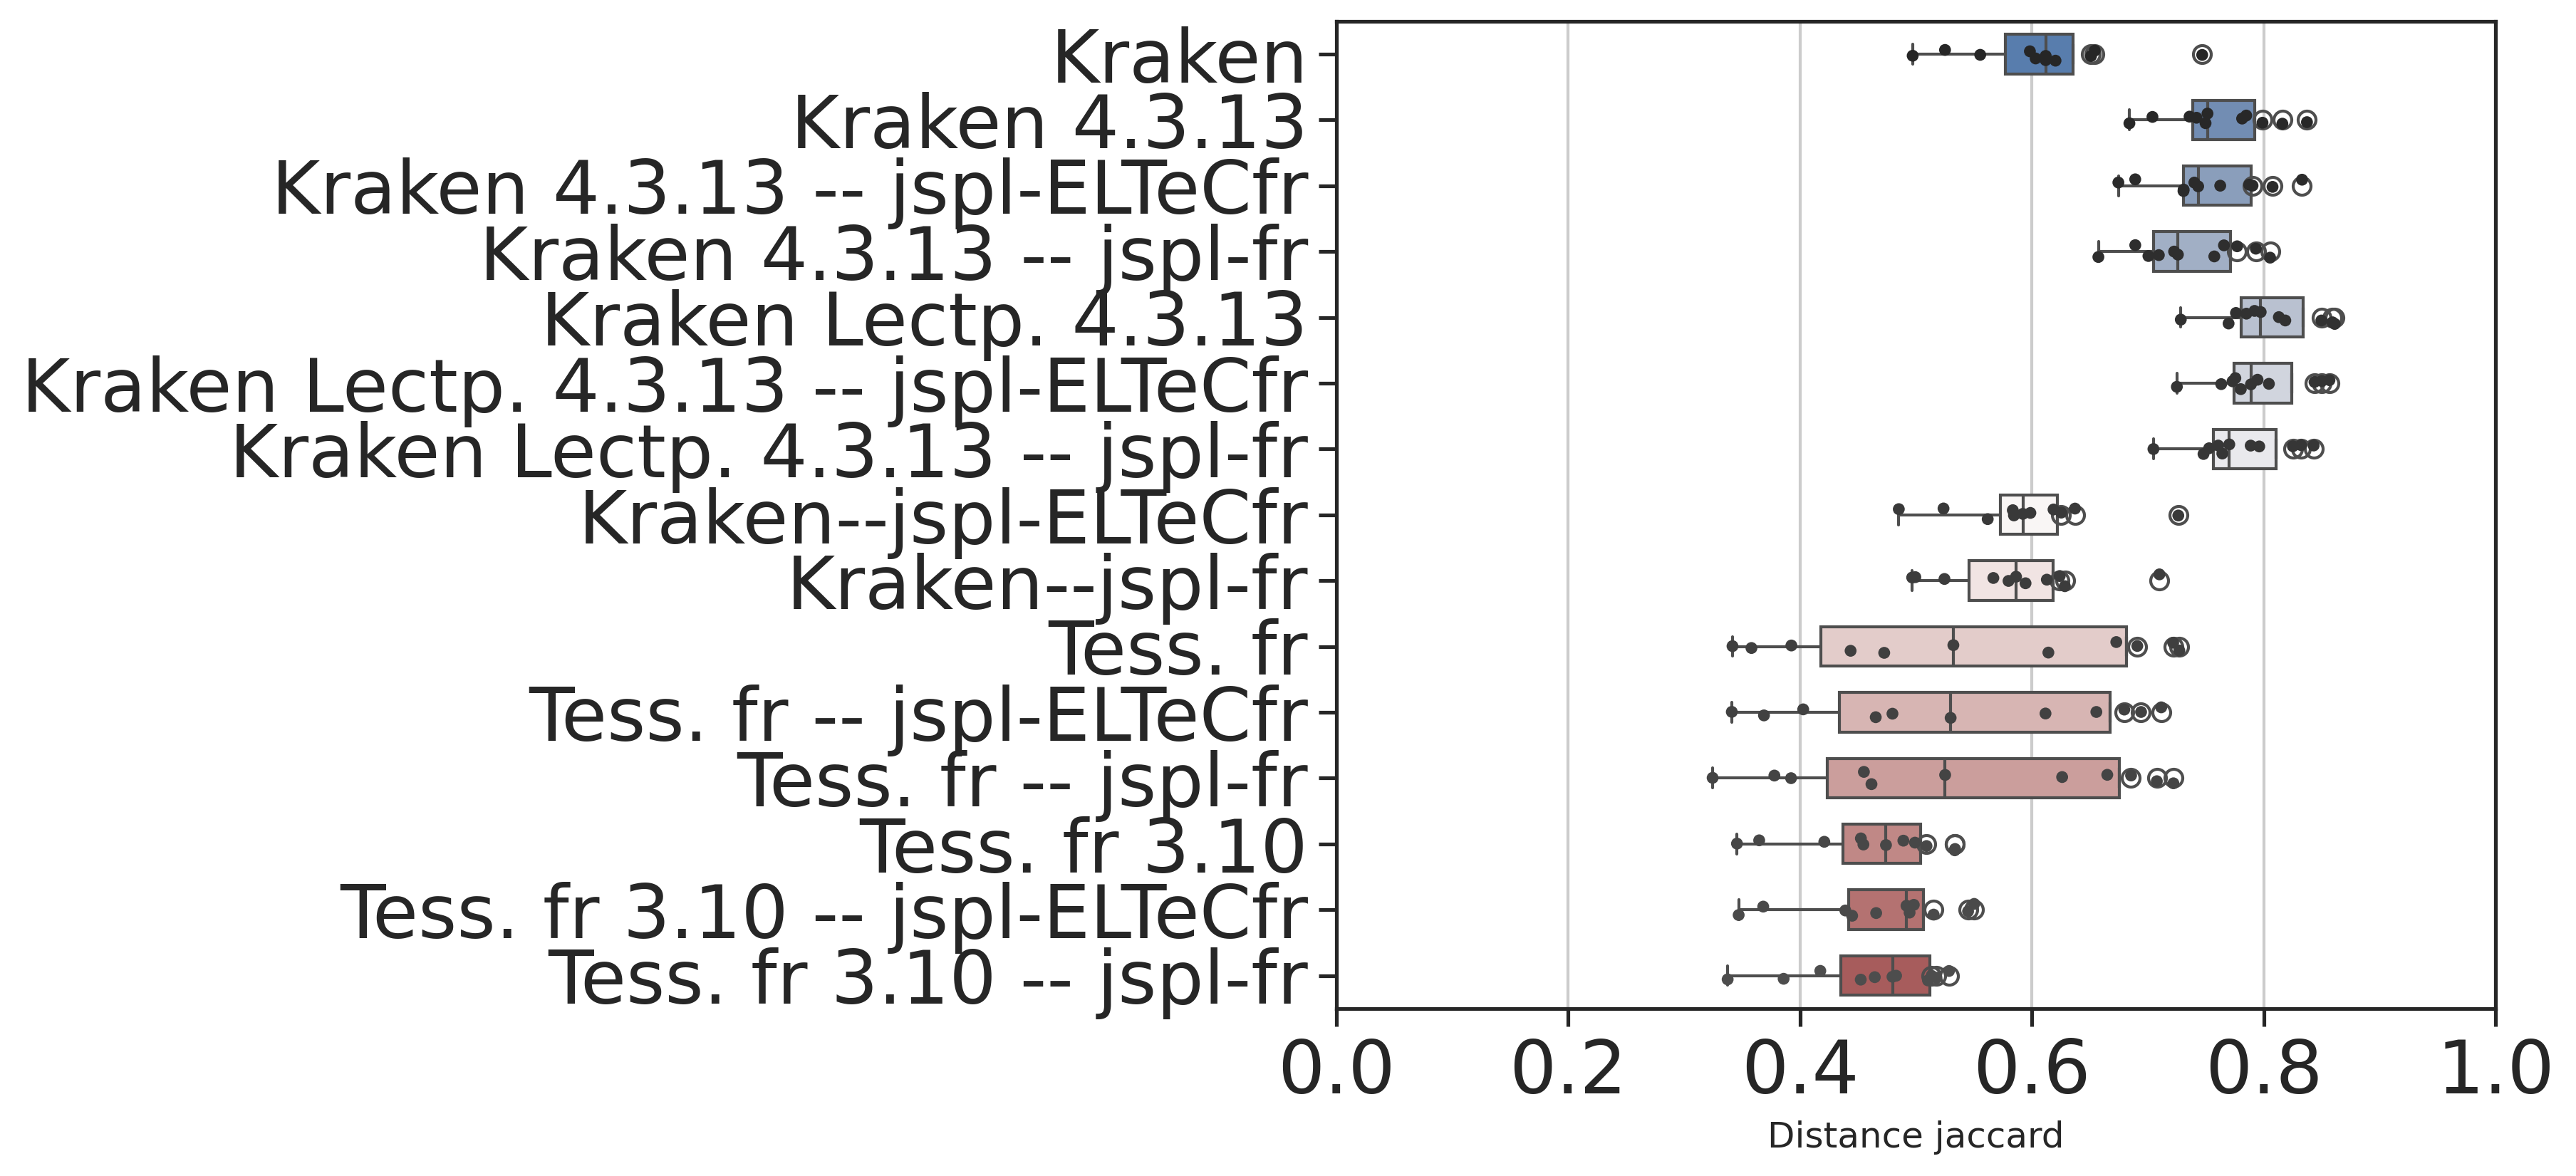 Kraken
Kraken 4.3.13
Kraken 4.3.13 -- jspl-ELTeCfr
Kraken 4.3.13 -- jspl-fr
Kraken Lectp. 4.3.13
Kraken Lectp. 4.3.13 -- jspl-ELTeCfr
Kraken Lectp. 4.3.13 -- jspl-fr
Kraken--jspl-ELTeCfr
Kraken--jspl-fr
Tess. fr
Tess. fr -- jspl-ELTeCfr
Tess. fr -- jspl-fr
Tess. fr 3.10
Tess. fr 3.10 -- jspl-ELTeCfr
Tess. fr 3.10 -- jspl-fr
0.0 0.2 0.4 0.6 0.8 1.0
Distance jaccard